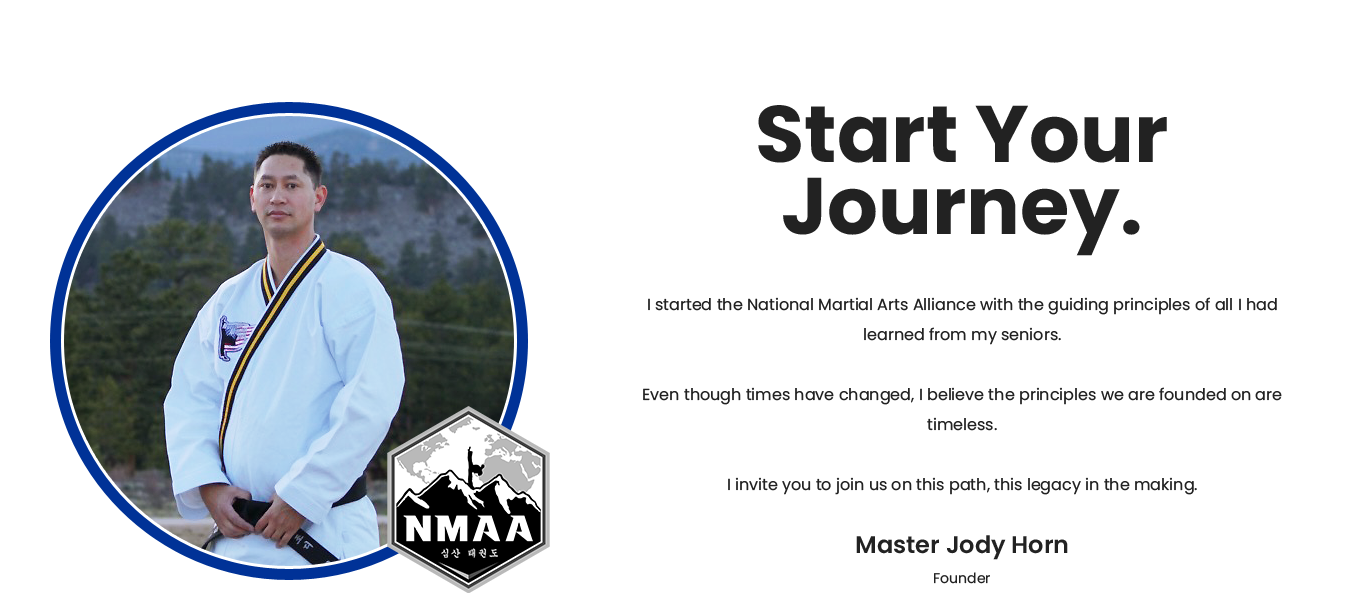 Start Your
Journey.
I started the National Martial Arts Alliance with the guiding principles of all I had
learned from my seniors.
Even though times have changed, I believe the principles we are founded on are
timeless.
I invite you to join us on this path, this legacy in the making.
Master Jody Horn
Founder
NMAA
심산 태권도